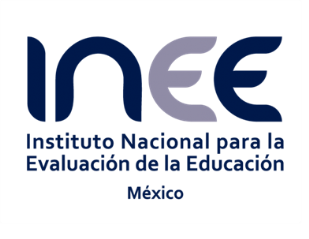 INEE
Instituto Nacional para la
Evaluación de la Educación
México